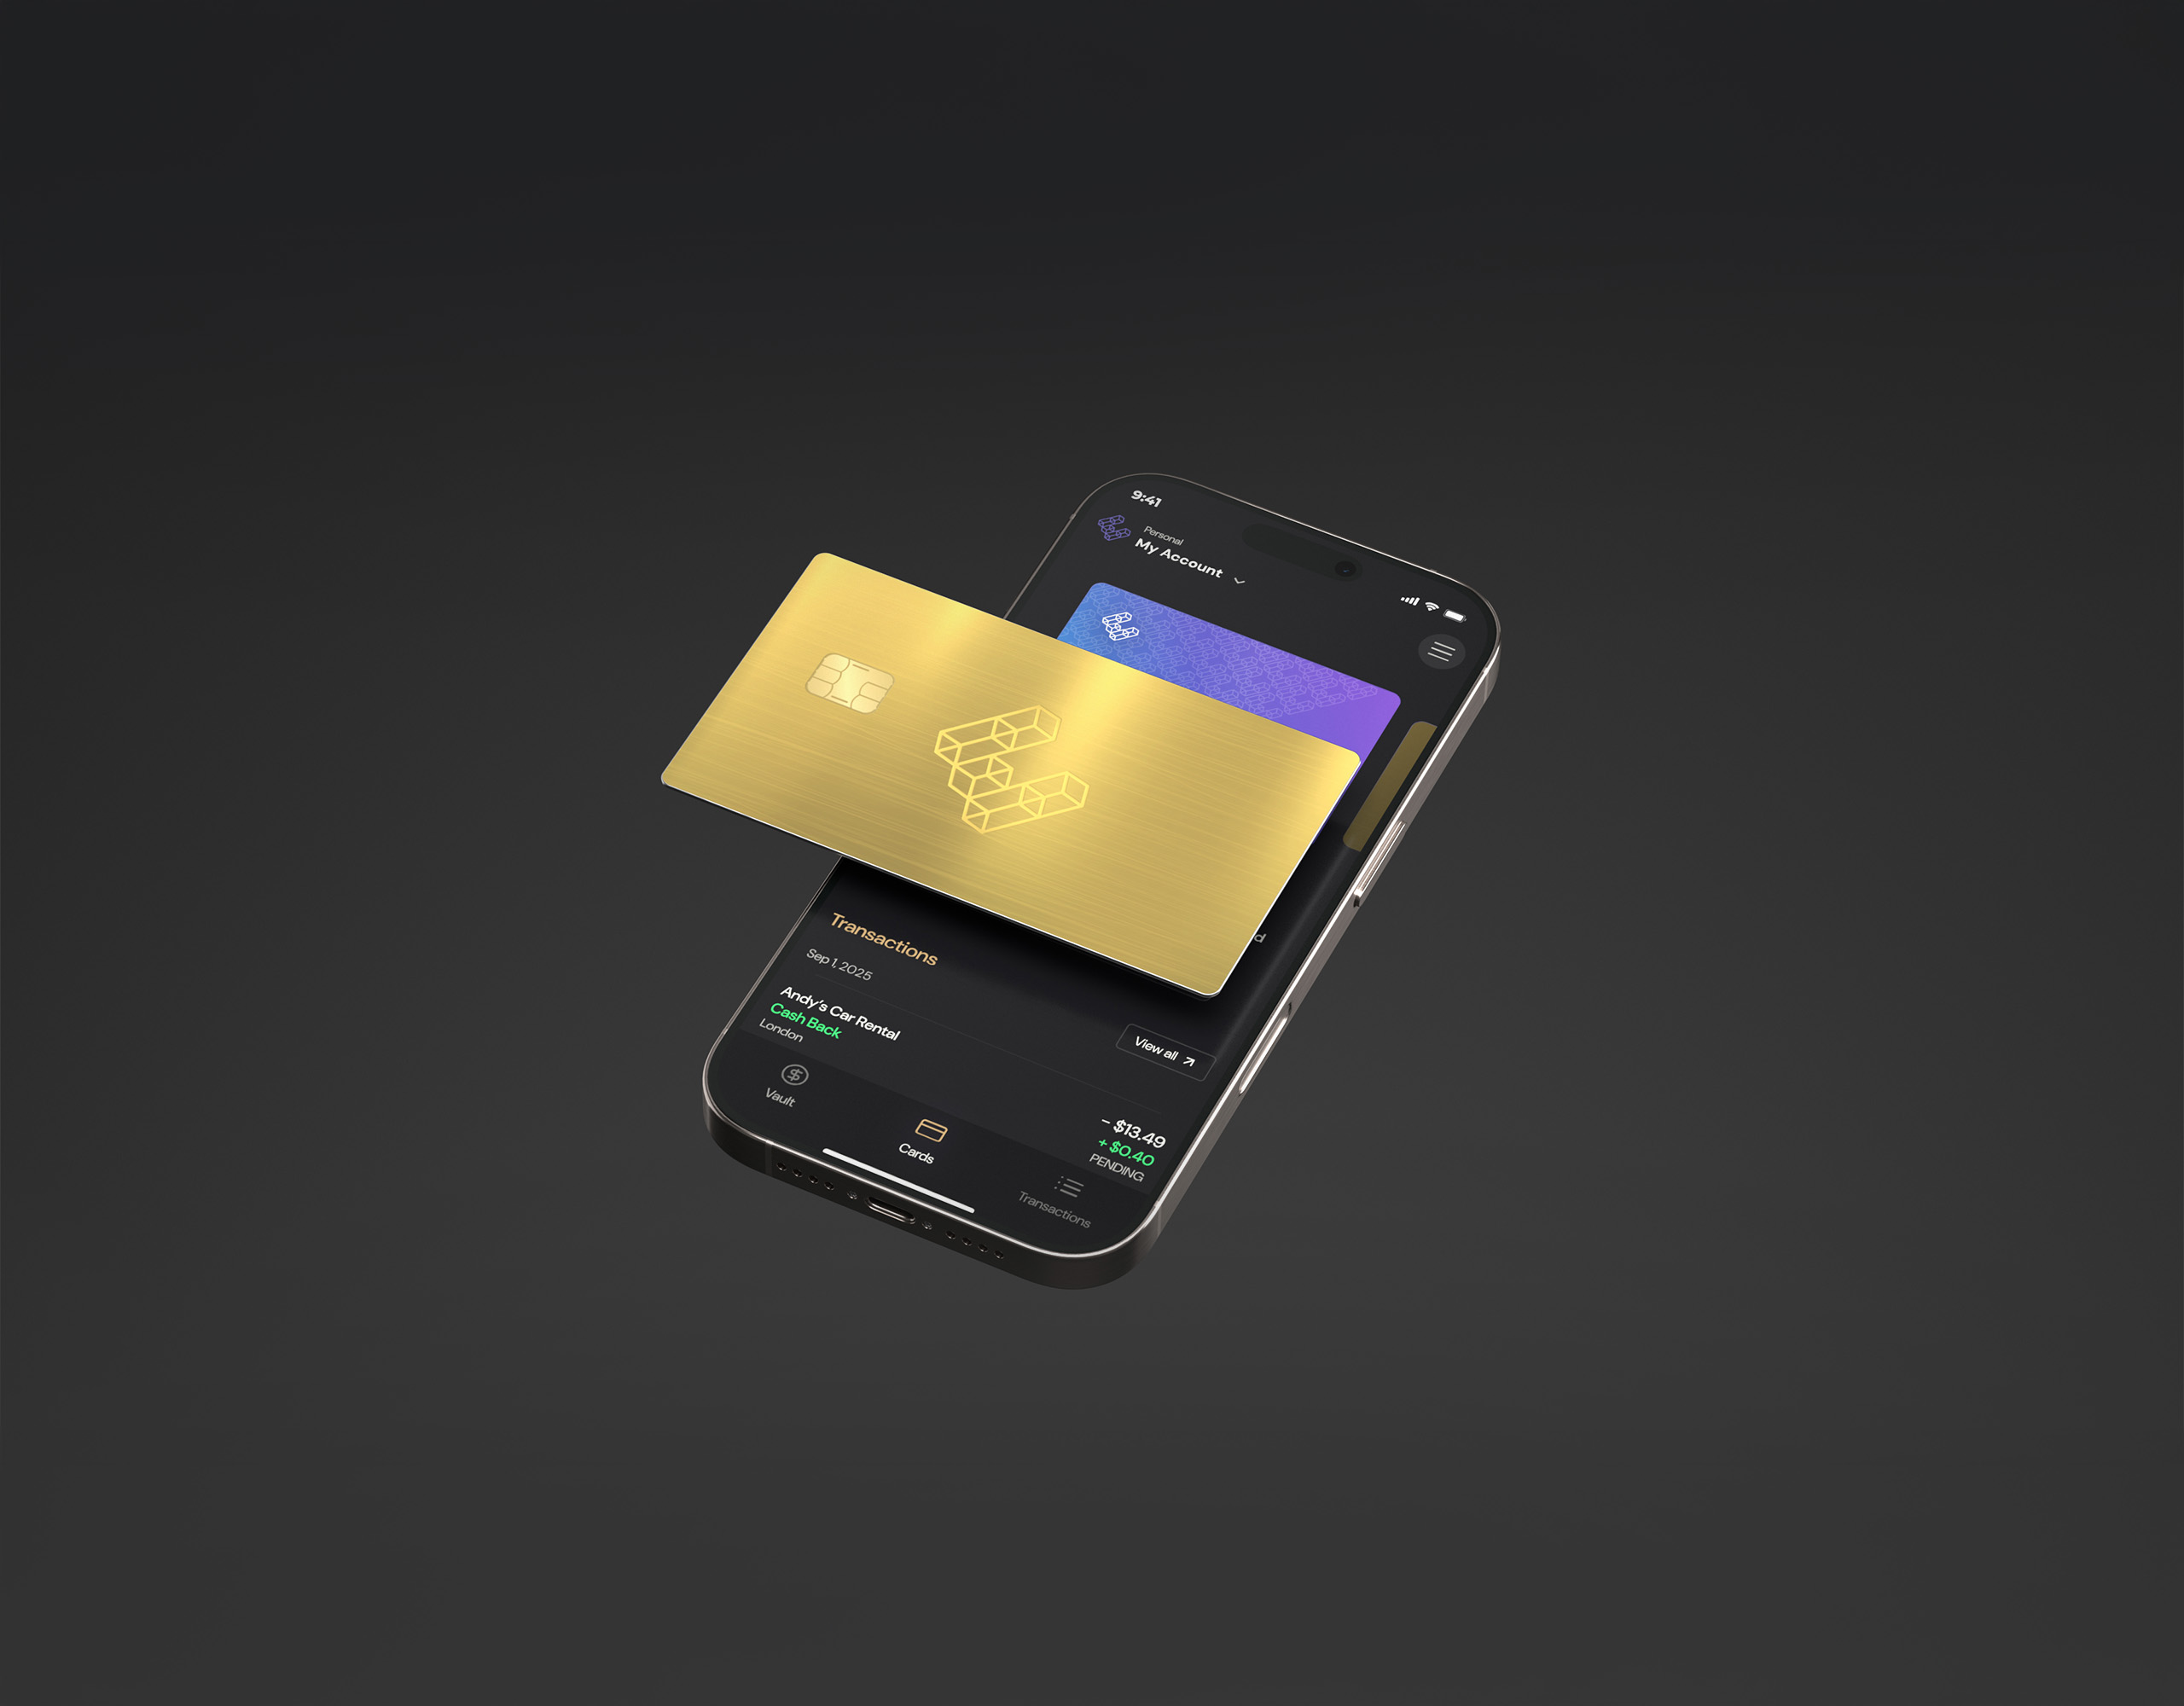 9:41
Personal
My Account
Transactions
Sep 1, 2025
View all
Andy's Car Rental
Cash Back
London
- $13.49
+ $0.40
PENDING
Vault
Cards
Transactions